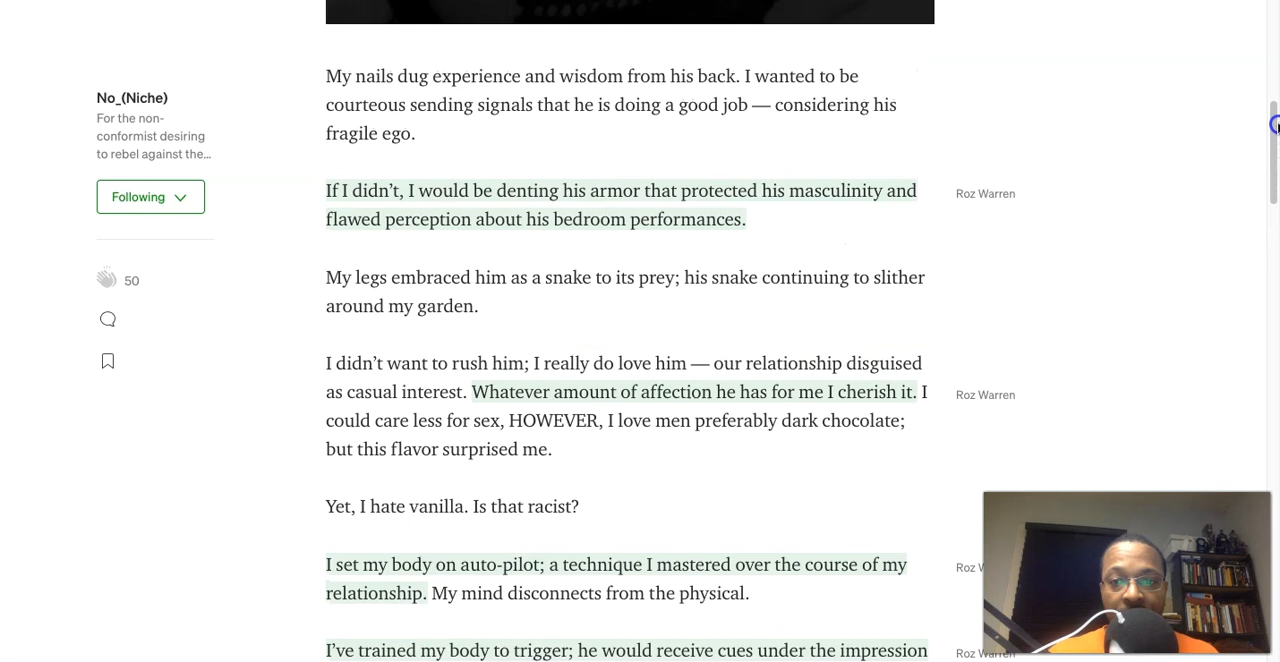 No_(Niche)
For the non-
conformist desiring
to rebel against the...
Following
50
My nails dug experience and wisdom from his back. I wanted to be
courteous sending signals that he is doing a good job — considering his
fragile ego.
If I didn’t, I would be denting his armor that protected his masculinity and
flawed perception about his bedroom performances.
Roz Warren
My legs embraced him as a snake to its prey; his snake continuing to slither
around my garden.
I didn’t want to rush him; I really do love him — our relationship disguised
as casual interest. Whatever amount of affection he has for me I cherish it. I
Roz Warren
could care less for sex, HOWEVER, I love men preferably dark chocolate;
but this flavor surprised me.
Yet, I hate vanilla. Is that racist?
I set my body on auto-pilot; a technique I mastered over the course of my
Roz
relationship. My mind disconnects from the physical.
I’ve trained my body to trigger; he would receive cues under the impression
Roz Warren